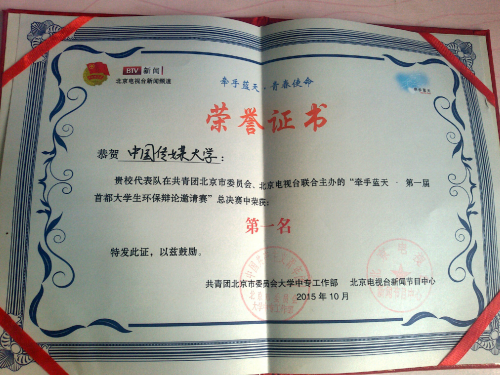 BTV 新闻
北京电视台新闻频道
牵手蓝天·青春使命
荣誉证书
恭贺 中国传媒大学:
贵校代表队在共青团北京市委员会、北京电视台联合主办的“牵手蓝天 · 第一届
首都大学生环保辩论邀请赛”总决赛中荣获:
第一名
特发此证,以兹鼓励。
共青团北京市委员会大学中专工作部 北京电视台新闻节目中心
2015年10月